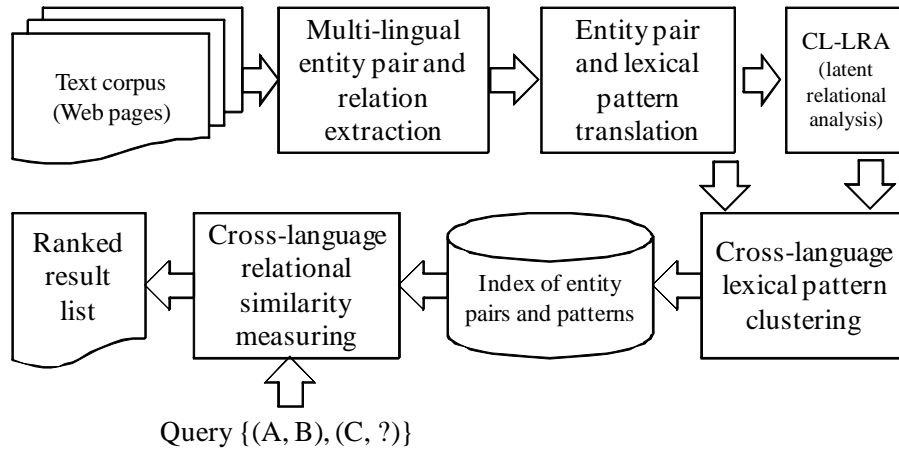 Text corpus
(Web pages)
Multi-lingual
entity pair and
relation
extraction
Entity pair
and lexical
pattern
translation
CL-LRA
(latent
relational
analysis)
Ranked
result
list
Cross-language
relational
similarity
measuring
Index of entity
pairs and patterns
Cross-language
lexical pattern
clustering
Query {(A, B), (C, ?)}